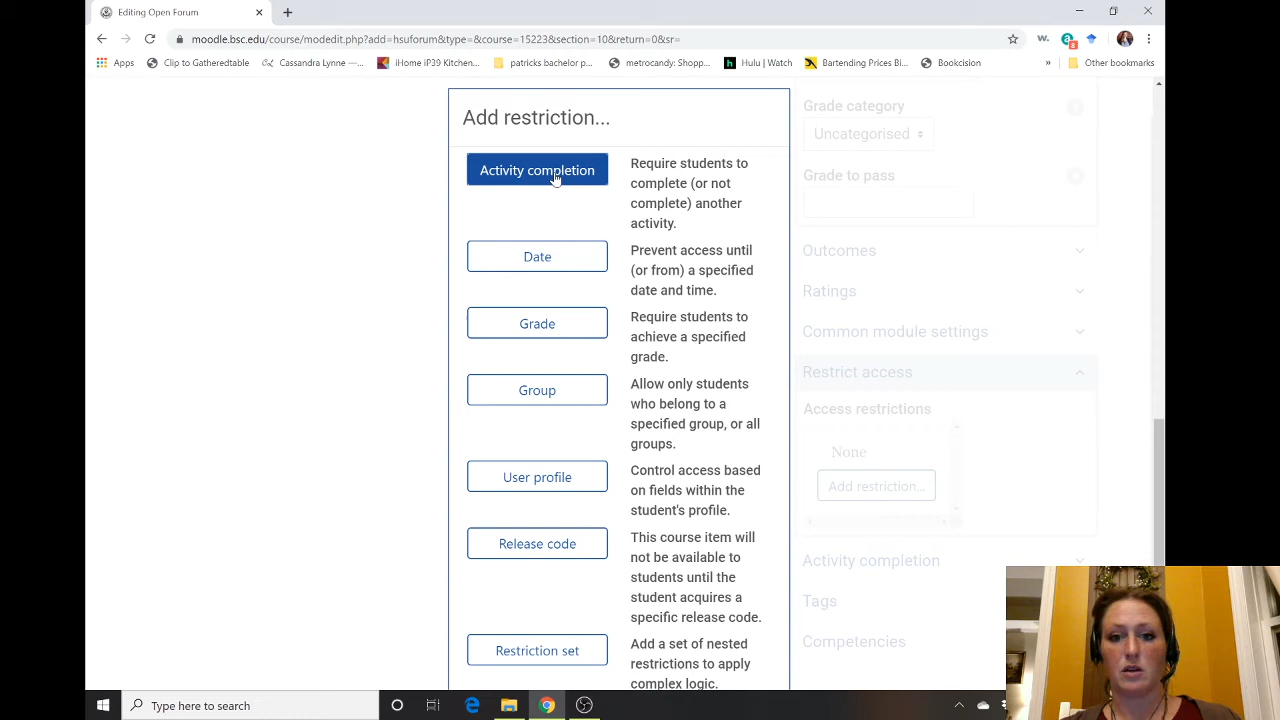 Editing Open Forum
moodle.bsc.edu/course/modedit.php?add=hsuforum&type=&course=15223&section=10&return=0&sr=
Apps
Clip to Gatheredtable
Cassandra Lynne —...
iHome iP39 Kitchen...
patricks bachelor p...
metrocandy: Shopp...
Hulu | Watch
Bartending Prices Bi...
Bookcision
»
Other bookmarks
Add restriction...
Activity completion
Require students to
complete (or not
complete) another
activity.
Date
Prevent access until
(or from) a specified
date and time.
Grade
Require students to
achieve a specified
grade.
Group
Allow only students
who belong to a
specified group, or all
groups.
User profile
Control access based
on fields within the
student's profile.
Release code
This course item will
not be available to
students until the
student acquires a
specific release code.
Restriction set
Add a set of nested
restrictions to apply
complex logic.
Grade category
Uncategorised
Grade to pass
Outcomes
Ratings
Common module settings
Restrict access
Access restrictions
None
Add restriction...
Activity completion
Tags
Competencies
Type here to search